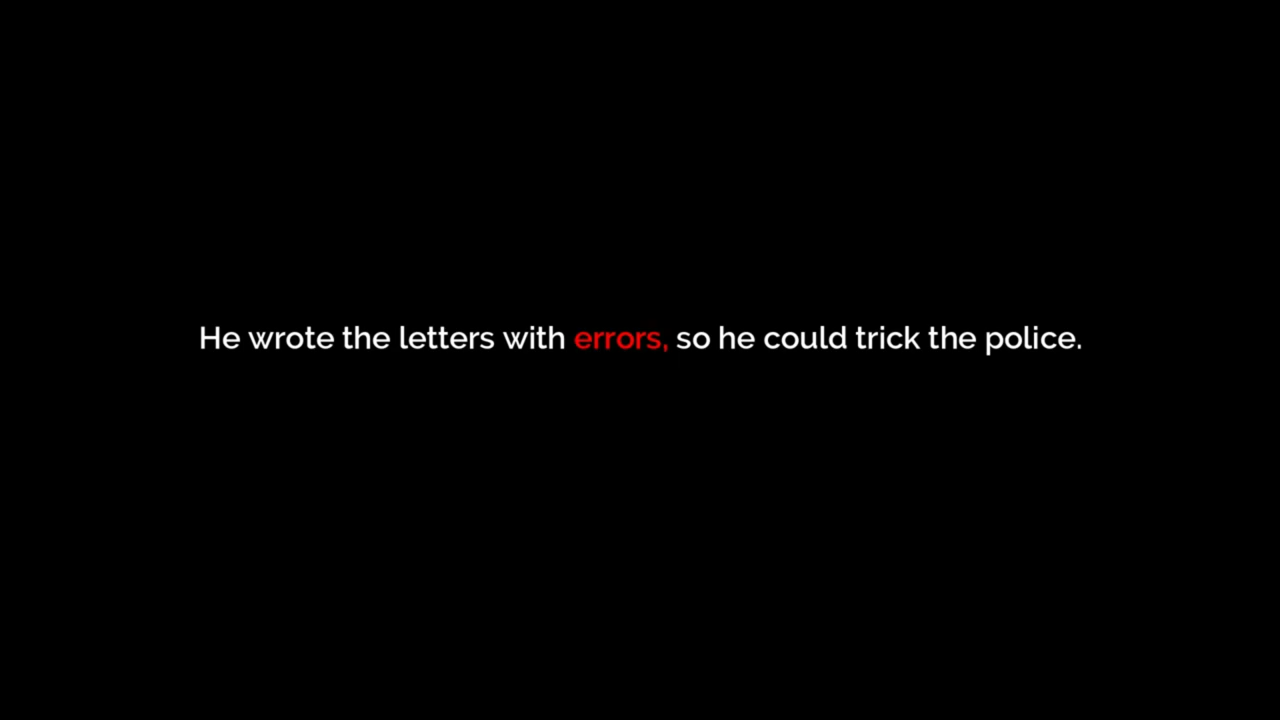 He wrote the letters with errors, so he could trick the police.